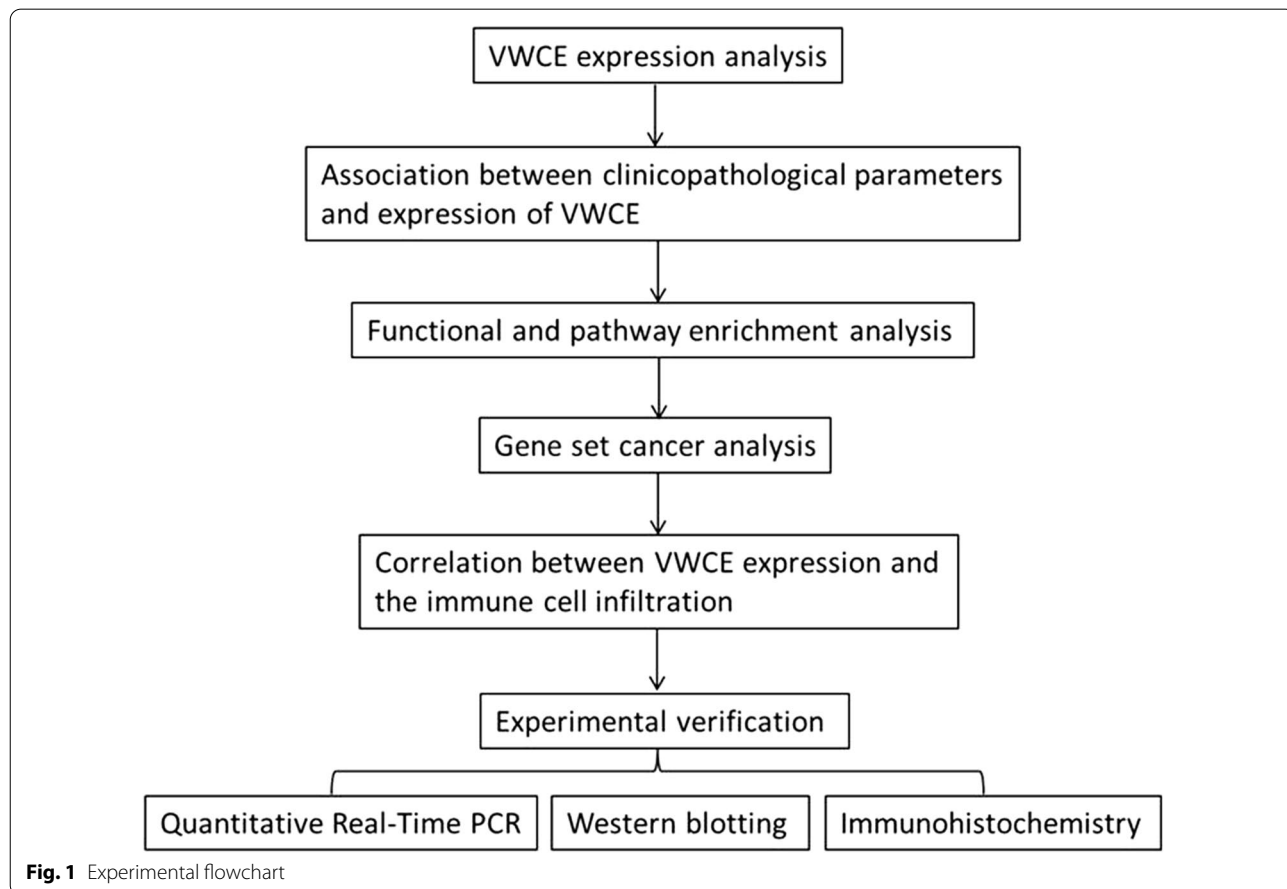 VWCE expression analysis
Association between clinicopathological parameters
and expression of VWCE
Functional and pathway enrichment analysis
Gene set cancer analysis
Correlation between VWCE expression and
the immune cell infiltration
Experimental verification
Quantitative Real-Time PCR
Western blotting
Immunohistochemistry
Fig. 1 Experimental flowchart